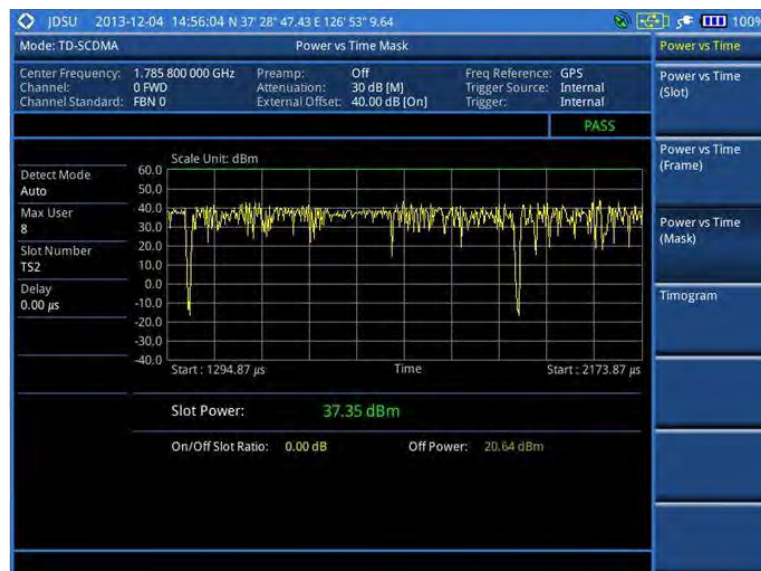 JDSU 2013-12-04 14:56:04 N 37' 28" 47.43 E 126' 53" 9.64 100%
Mode: TD-SCDMA Power vs Time Mask Power vs Time
Center Frequency: 1.785 800 000 GHz Preamp: Off Freq Reference: GPS
Channel: 0 FWD Attenuation: 30 dB [M] Trigger Source: Internal
Channel Standard: FBN 0 External Offset: 40.00 dB [On] Trigger: Internal
PASS
Power vs Time
(Slot)
Power vs Time
(Frame)
Power vs Time
(Mask)
Timogram
Detect Mode
Auto
Max User
8
Slot Number
TS2
Delay
0.00 µs
Scale Unit: dBm
60.0
50.0
40.0
30.0
20.0
10.0
0.0
-10.0
-20.0
-30.0
-40.0
Start : 1294.87 µs Time Start : 2173.87 µs
Slot Power: 37.35 dBm
On/Off Slot Ratio: 0.00 dB Off Power: 20.64 dBm